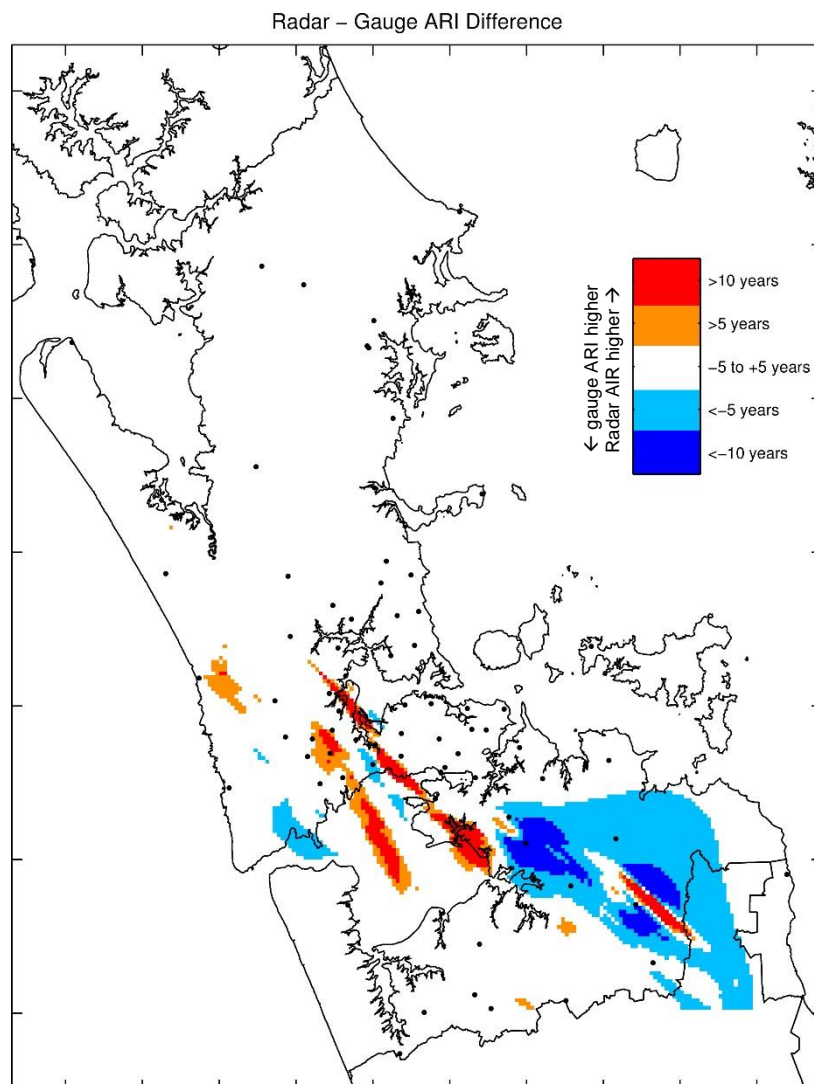 Radar − Gauge ARI Difference
← gauge ARI higher
Radar AIR higher →
>10 years
>5 years
−5 to +5 years
<−5 years
<−10 years